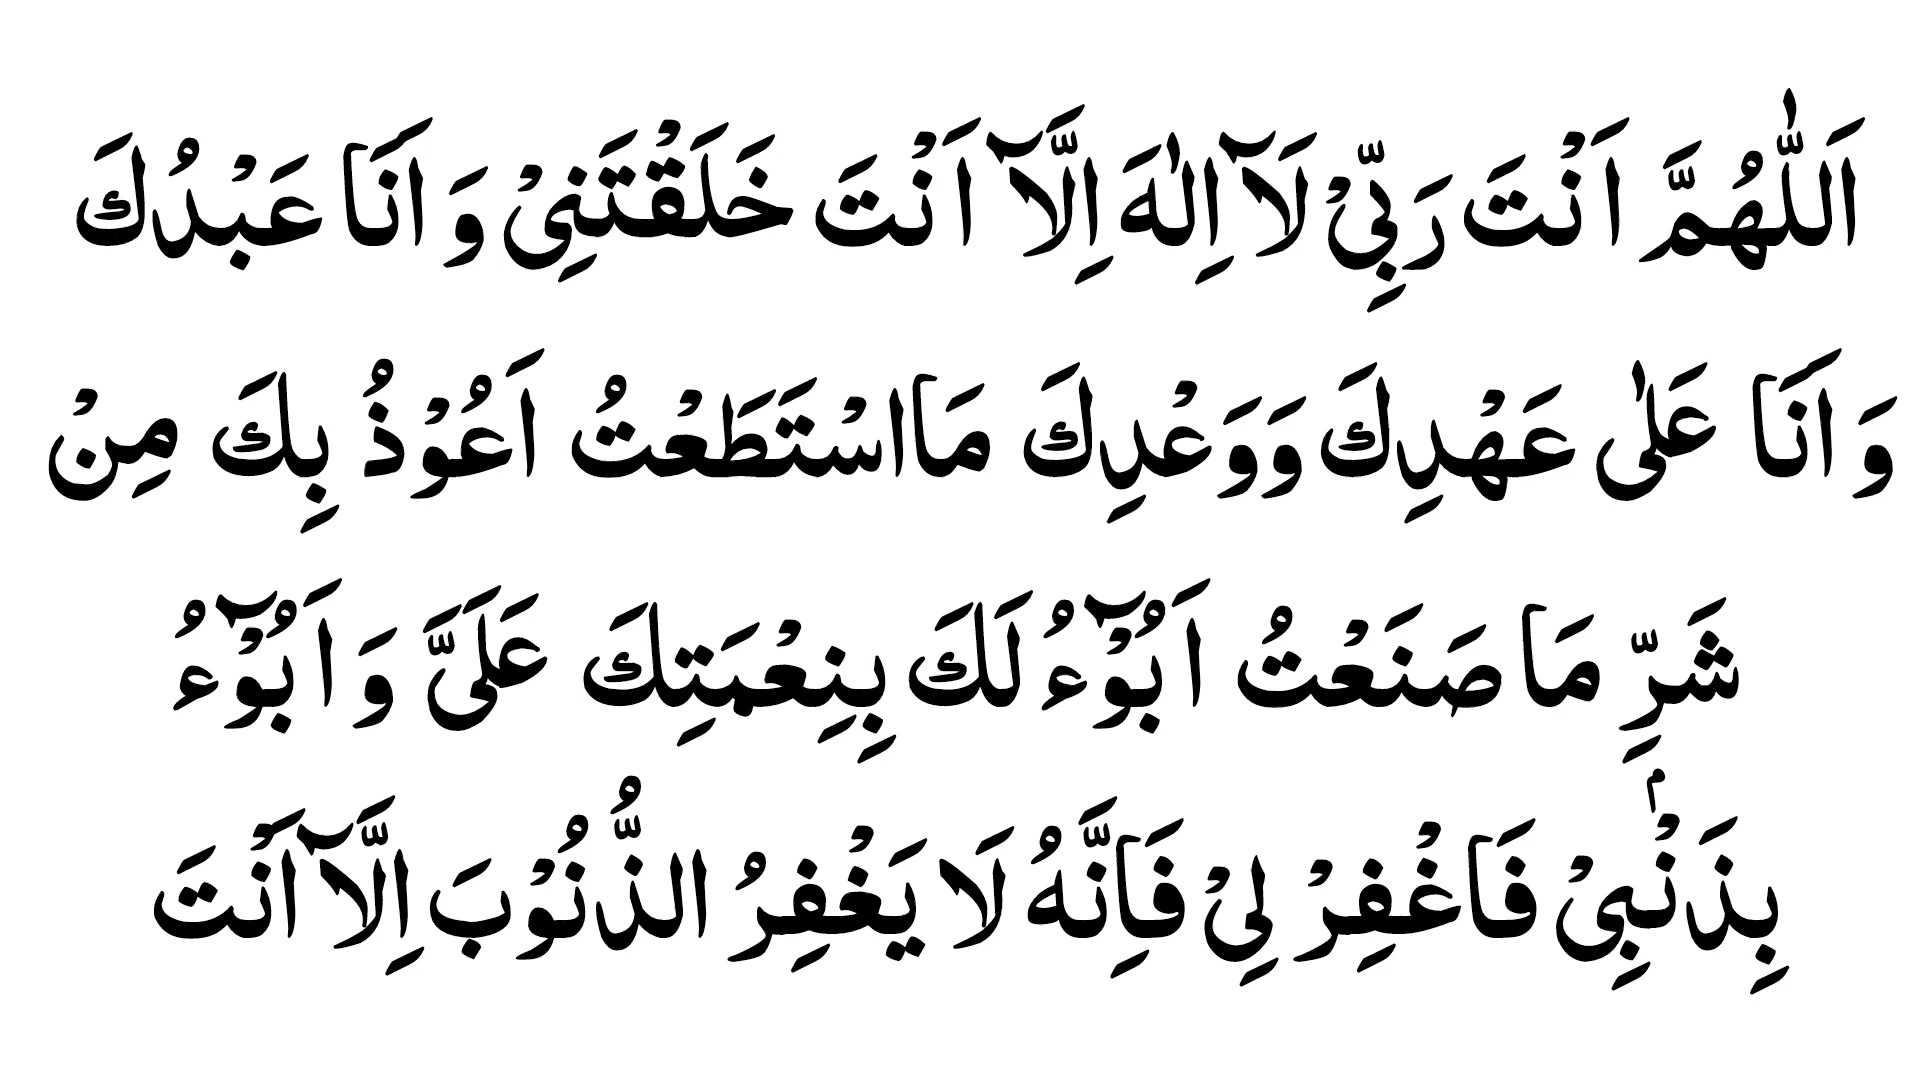 اَللّٰهُمَّ اَنْتَ رَبِّيْ لَآ اِلٰهَ اِلَّآ اَنْتَ خَلَقْتَنِيْ وَ اَنَا عَبْدُكَ
وَ اَنَا عَلٰى عَهْدِكَ وَوَعْدِكَ مَااسْتَطَعْتُ اَعُوْذُ بِكَ مِنْ
شَرِّ مَا صَنَعْتُ اَبُوْٓءُ لَكَ بِنِعْمَتِكَ عَلَىَّ وَ اَبُوْٓءُ
بِذَنْۢبِيْ فَاغْفِرْ لِيْ فَاِنَّهُ لَا يَغْفِرُ الذُّنُوْبَ اِلَّآ اَنْتَ